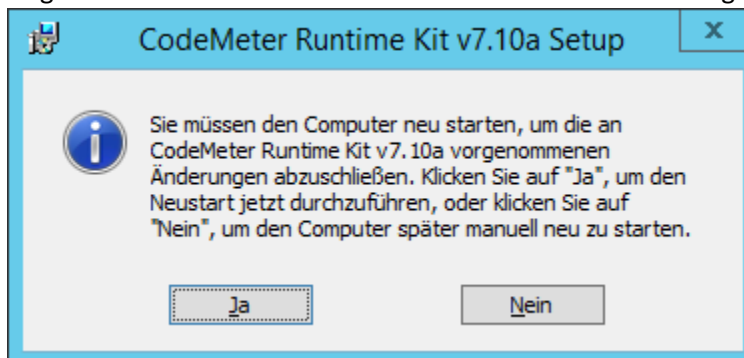 CodeMeter Runtime Kit v7.10a Setup
Sie müssen den Computer neu starten, um die an
CodeMeter Runtime Kit v7.10a vorgenommenen
Änderungen abzuschließen. Klicken Sie auf "Ja", um den
Neustart jetzt durchzuführen, oder klicken Sie auf
"Nein", um den Computer später manuell neu zu starten.
Ja
Nein